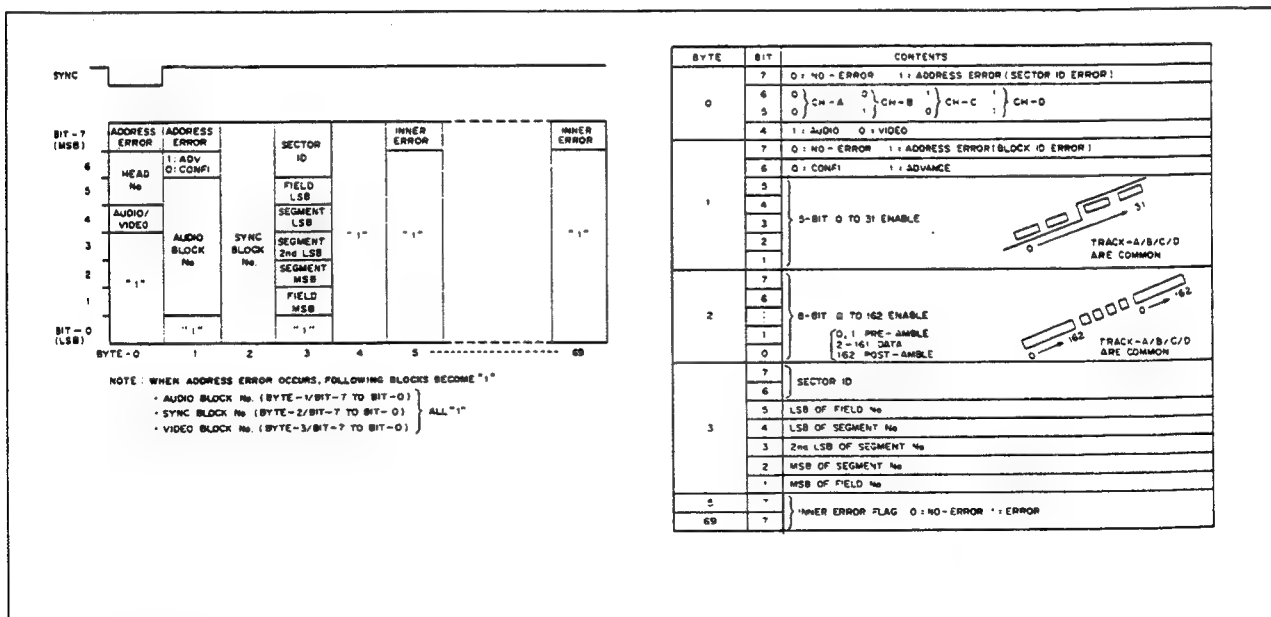 SYNC
BIT-7
(MSB)
6
5
4
3
2
1
BIT-0
(LSB)
ADDRESS
ERROR
HEAD
No
AUDIO/
VIDEO
"1"
ADDRESS
ERROR
1: ADV
0: CONFI
AUDIO
BLOCK
No
"1"
SYNC
BLOCK
No.
SECTOR
ID
FIELD
LSB
SEGMENT
LSB
SEGMENT
2nd LSB
SEGMENT
MSB
FIELD
MSB
"1"
"1"
INNER
ERROR
"1"
INNER
ERROR
"1"
BYTE-0 1 2 3 4 5 69
NOTE : WHEN ADDRESS ERROR OCCURS, FOLLOWING BLOCKS BECOME "1"
• AUDIO BLOCK No. (BYTE-1/BIT-7 TO BIT-0)
• SYNC BLOCK No. (BYTE-2/BIT-7 TO BIT-0)
• VIDEO BLOCK No. (BYTE-3/BIT-7 TO BIT-0)
ALL "1"
BYTE BIT CONTENTS
0
7 0 : NO-ERROR 1 : ADDRESS ERROR (SECTOR ID ERROR)
6 0 0 1 1
5 0 1 0 1
CH-A CH-B CH-C CH-D
4 1 : AUDIO 0 : VIDEO
1
7 0 : NO-ERROR 1 : ADDRESS ERROR (BLOCK ID ERROR)
6 0 : CONFI 1 : ADVANCE
5
4
3
2
1
5-BIT 0 TO 31 ENABLE
0 31
TRACK-A/B/C/D
ARE COMMON
2
7
6
:
1
0
8-BIT 0 TO 162 ENABLE
0, 1 PRE-AMBLE
2-161 DATA
162 POST-AMBLE
0 162 0 162
TRACK-A/B/C/D
ARE COMMON
3
7
6
SECTOR ID
5 LSB OF FIELD No
4 LSB OF SEGMENT No
3 2nd LSB OF SEGMENT No
2 MSB OF SEGMENT No
1 MSB OF FIELD No
69 7
INNER ERROR FLAG 0 : NO-ERROR 1 : ERROR